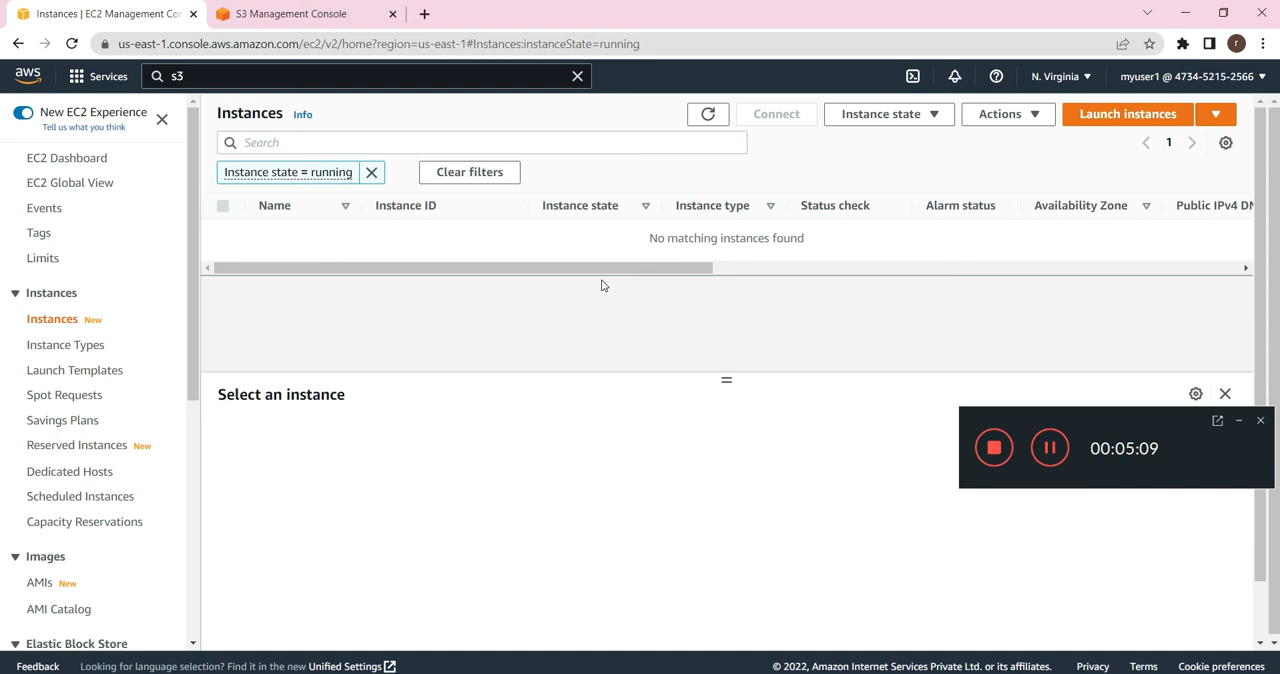 Instances | EC2 Management Con
S3 Management Console
us-east-1.console.aws.amazon.com/ec2/v2/home?region=us-east-1#Instances:instanceState=running
r
aws
Services
s3
N. Virginia
myuser1 @ 4734-5215-2566
New EC2 Experience
Tell us what you think
EC2 Dashboard
EC2 Global View
Events
Tags
Limits
Instances
Instances New
Instance Types
Launch Templates
Spot Requests
Savings Plans
Reserved Instances New
Dedicated Hosts
Scheduled Instances
Capacity Reservations
Images
AMIs New
AMI Catalog
Elastic Block Store
Instances Info
Connect
Instance state
Actions
Launch instances
Search
1
Instance state = running
Clear filters
Name
Instance ID
Instance state
Instance type
Status check
Alarm status
Availability Zone
Public IPv4 DN
No matching instances found
Select an instance
00:05:09
Feedback
Looking for language selection? Find it in the new Unified Settings
© 2022, Amazon Internet Services Private Ltd. or its affiliates.
Privacy
Terms
Cookie preferences